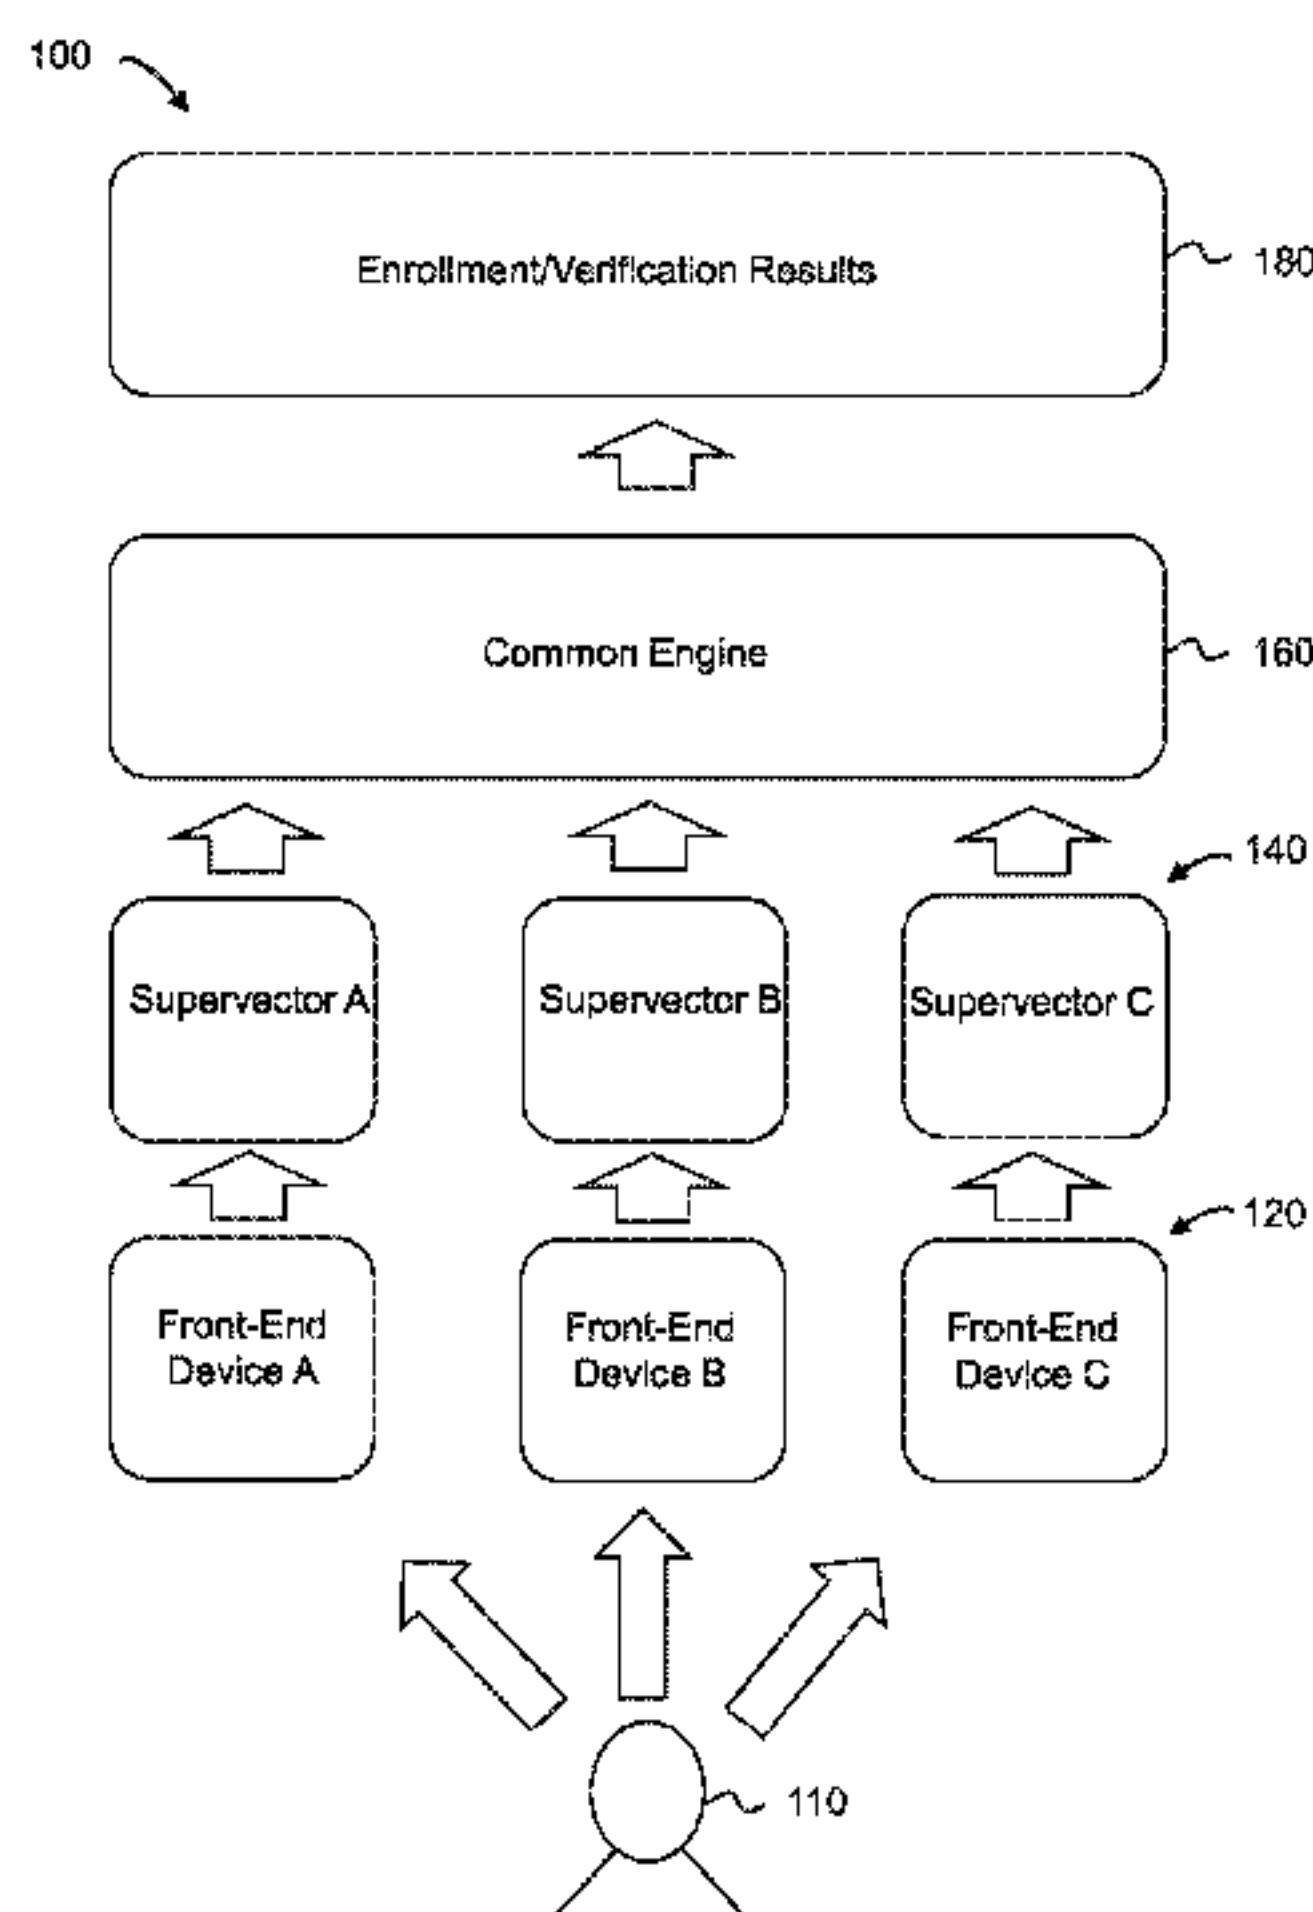 100
Enrollment/Verification Results
180
Common Engine
160
140
Supervector A
Supervector B
Supervector C
120
Front-End
Device A
Front-End
Device B
Front-End
Device C
110